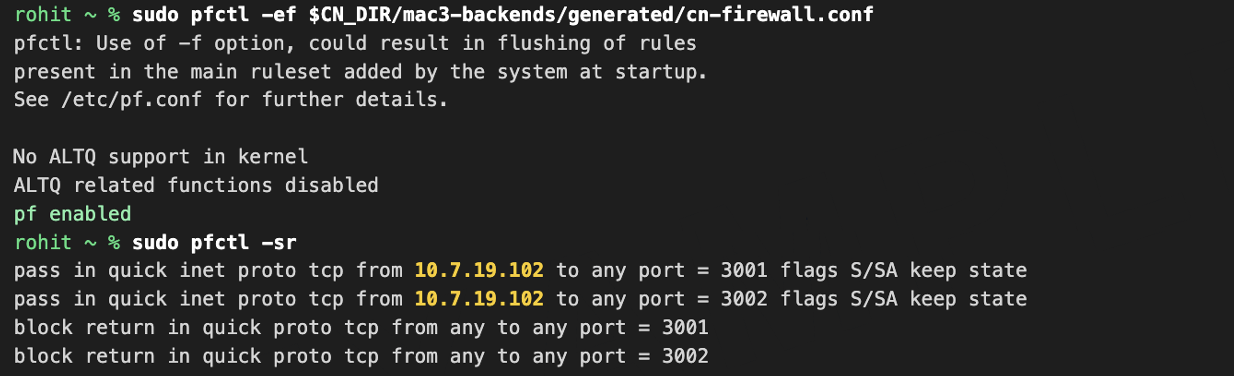 rohit ~ % sudo pfctl -ef $CN_DIR/mac3-backends/generated/cn-firewall.conf
pfctl: Use of -f option, could result in flushing of rules
present in the main ruleset added by the system at startup.
See /etc/pf.conf for further details.
No ALTQ support in kernel
ALTQ related functions disabled
pf enabled
rohit ~ % sudo pfctl -sr
pass in quick inet proto tcp from 10.7.19.102 to any port = 3001 flags S/SA keep state
pass in quick inet proto tcp from 10.7.19.102 to any port = 3002 flags S/SA keep state
block return in quick proto tcp from any to any port = 3001
block return in quick proto tcp from any to any port = 3002